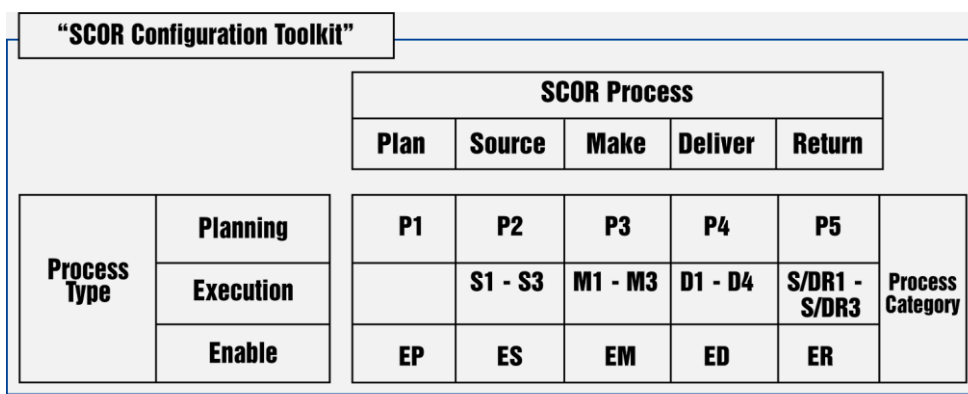 “SCOR Configuration Toolkit”
SCOR Process
Plan Source Make Deliver Return
Planning P1 P2 P3 P4 P5
Process Type
Execution S1 - S3 M1 - M3 D1 - D4 S/DR1 - S/DR3
Process Category
Enable EP ES EM ED ER